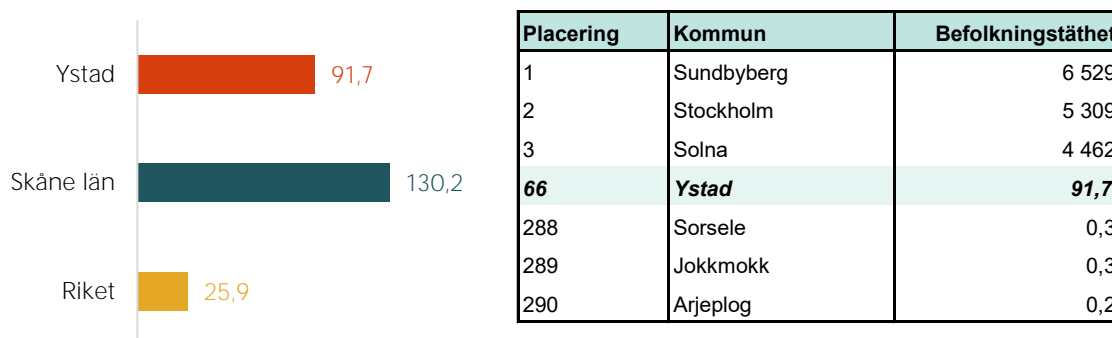 Ystad 91,7
Skåne län 130,2
Riket 25,9
Placering Kommun Befolkningstäthet
1 Sundbyberg 6 529
2 Stockholm 5 309
3 Solna 4 462
66 Ystad 91,7
288 Sorsele 0,3
289 Jokkmokk 0,3
290 Arjeplog 0,2